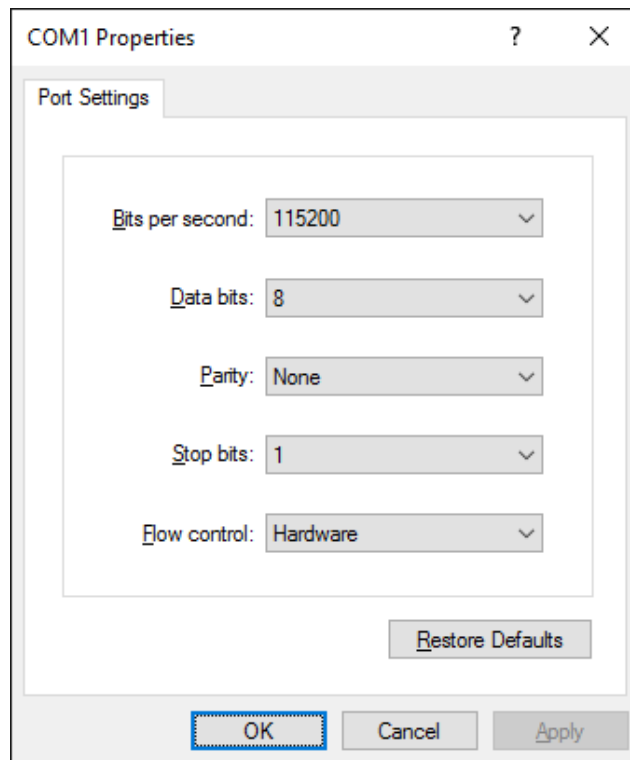 COM1 Properties ?
Port Settings
Bits per second: 115200
Data bits: 8
Parity: None
Stop bits: 1
Flow control: Hardware
Restore Defaults
OK Cancel Apply